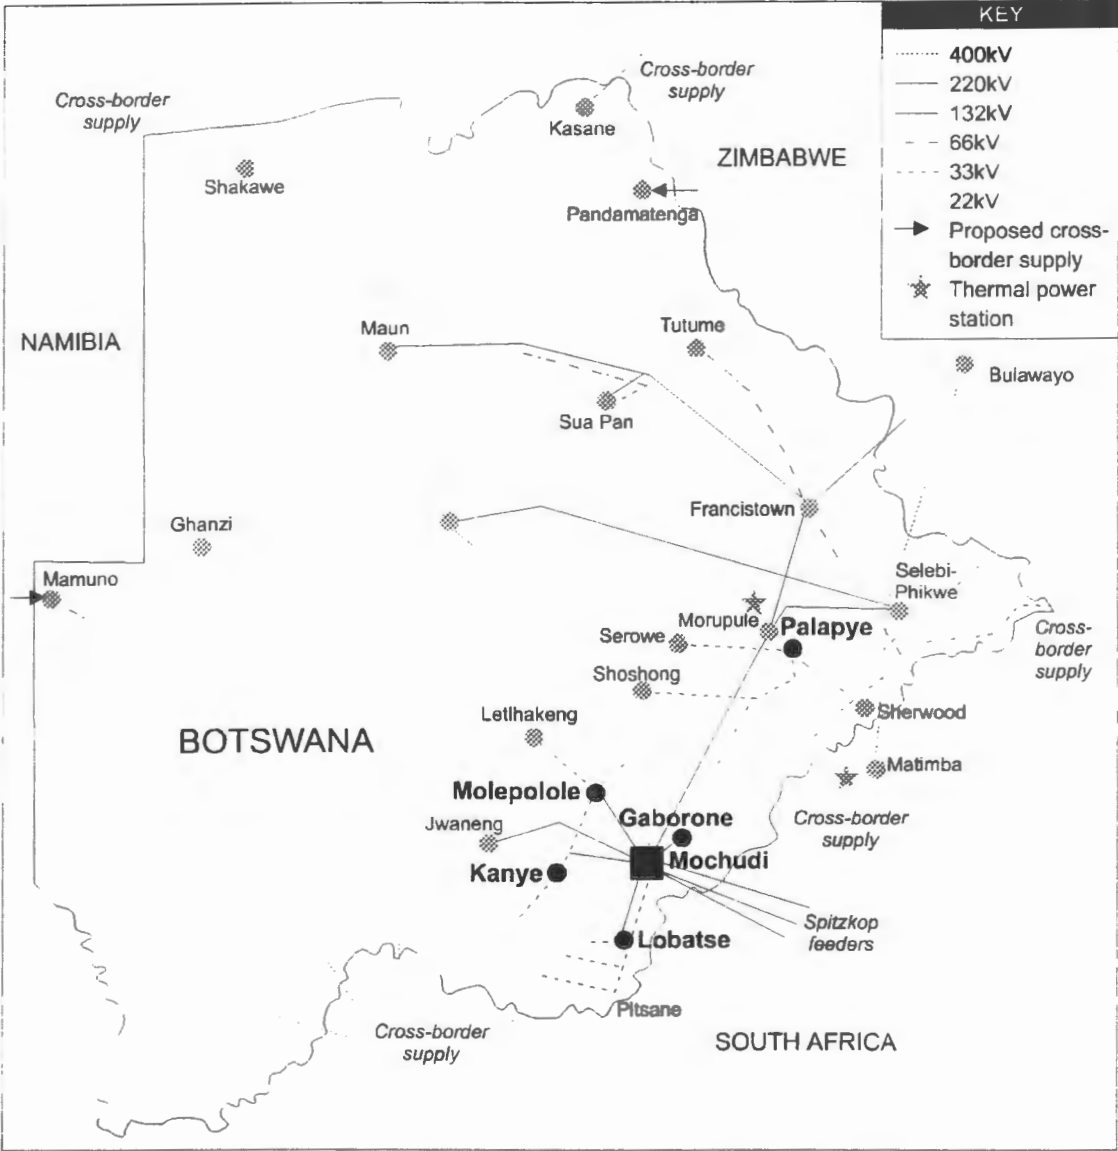 KEY
400kV
220kV
132kV
66kV
33kV
22kV
Proposed cross-
border supply
Thermal power
station
Cross-border
supply
Cross-border
supply
Kasane
ZIMBABWE
Shakawe
Pandamatenga
NAMIBIA
Maun
Tutume
Bulawayo
Sua Pan
Francistown
Ghanzi
Mamuno
Selebi-
Phikwe
Morupule
Palapye
Serowe
Cross-
border
supply
Shoshong
Letlhakeng
Sherwood
BOTSWANA
Matimba
Molepolole
Gaborone
Cross-border
supply
Jwaneng
Mochudi
Kanye
Spitzkop
feeders
Lobatse
Pitsane
Cross-border
supply
SOUTH AFRICA